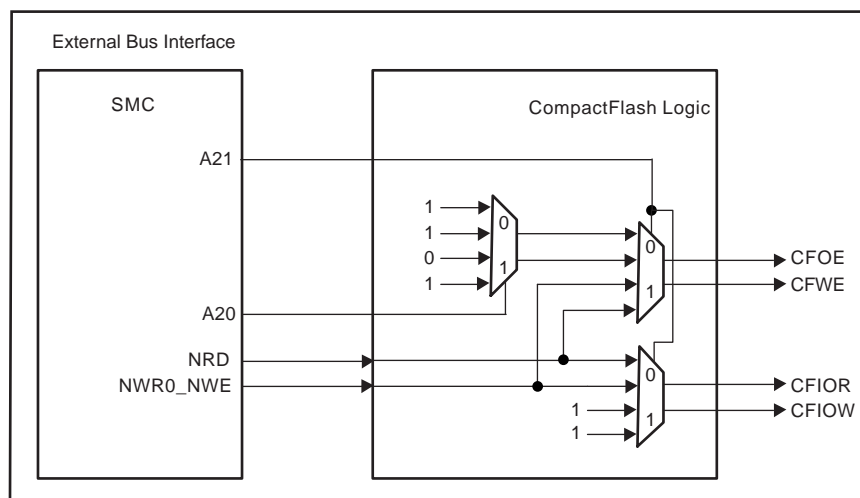 External Bus Interface
SMC
CompactFlash Logic
A21
1
0
1
0
1
1
0
CFOE
1
CFWE
A20
NRD
NWR0_NWE
0
CFIOR
1
1
CFIOW
1